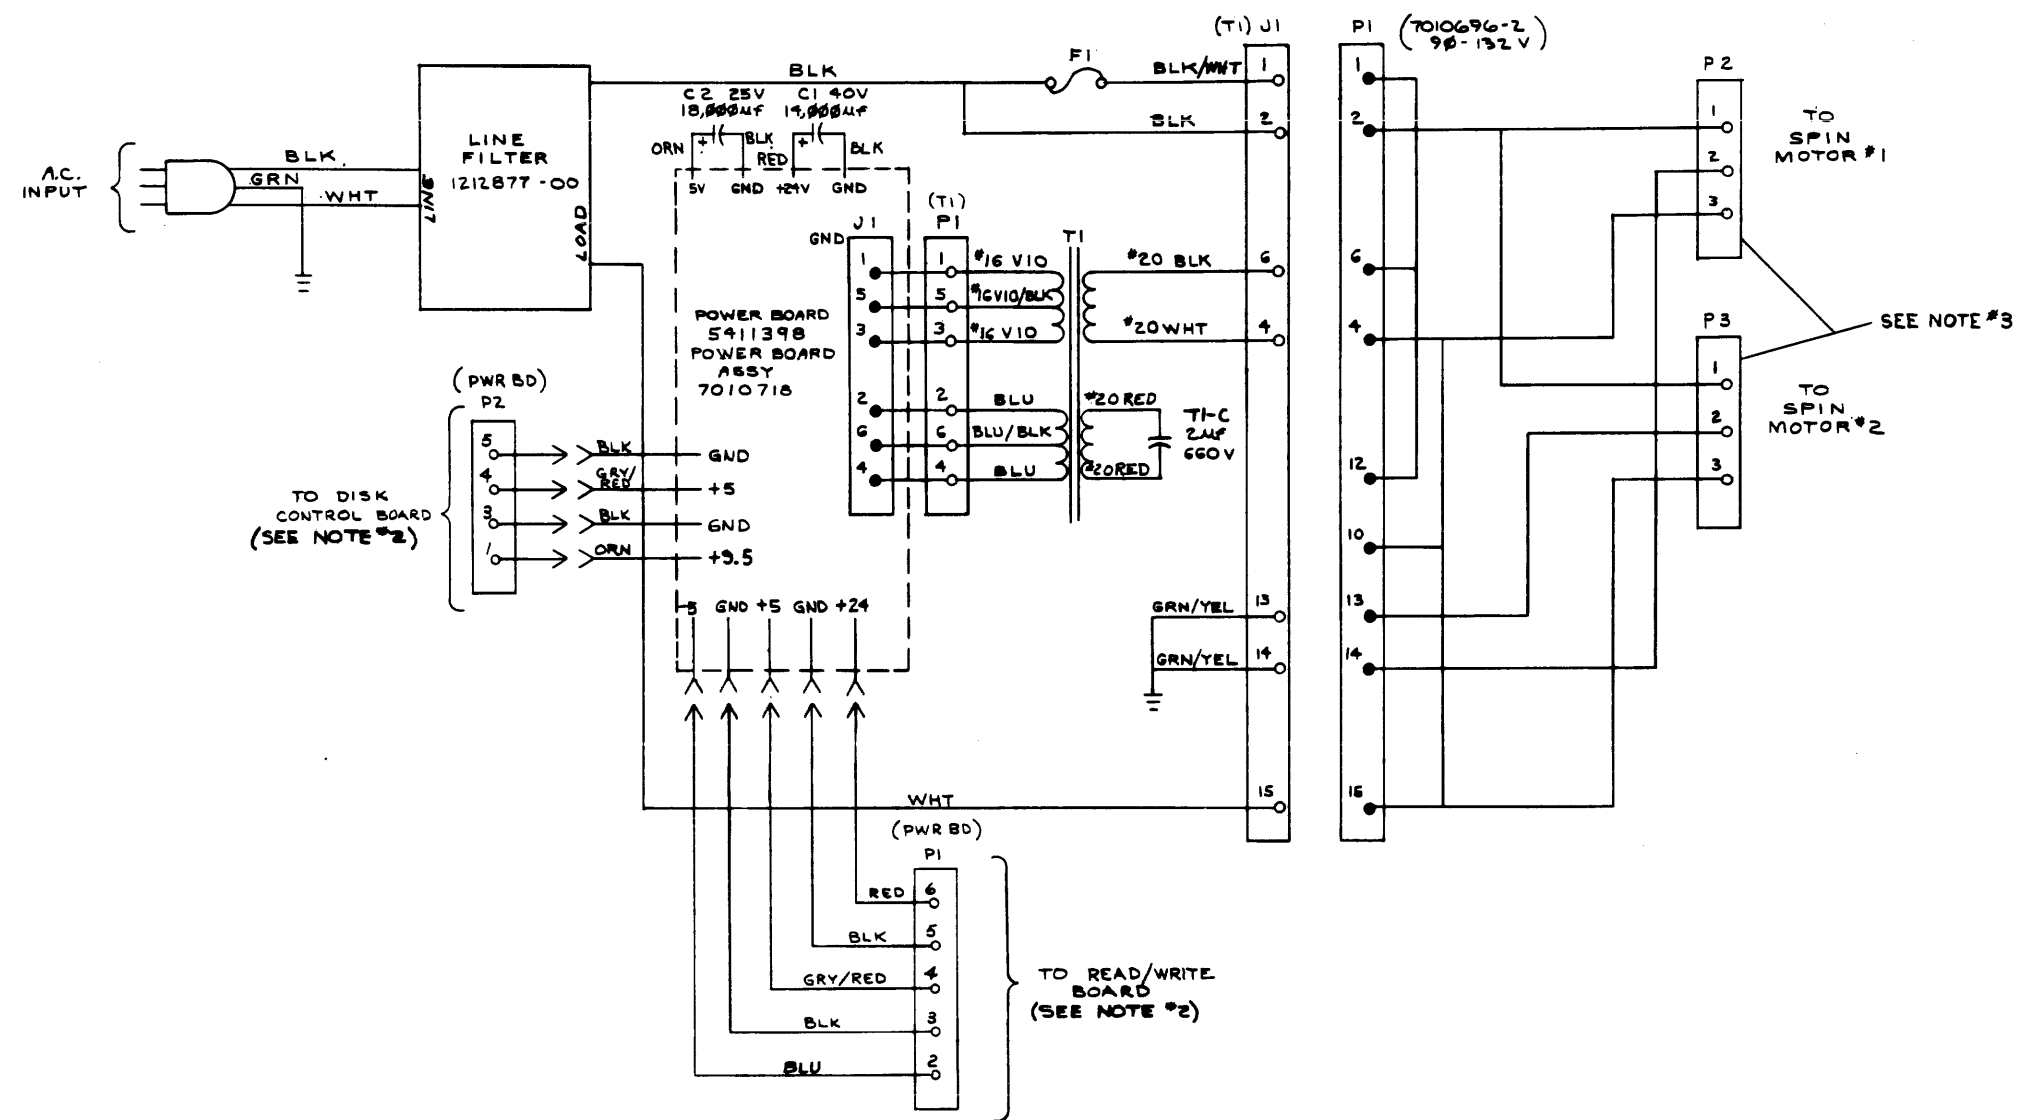 (T1) J1
P1
(7010696-2
90-132 V)
F1
BLK
BLK/WHT
1
1
P2
C2 25V
18,000µf
C1 40V
14,000µf
2
BLK
2
1
TO
SPIN
MOTOR #1
2
3
LINE
FILTER
1212877-00
LINE
LOAD
A.C.
INPUT
BLK
GRN
WHT
ORN
+
BLK
RED
+
BLK
5V
GND
+24V
GND
(T1)
J1
P1
T1
GND
1
1
#16 VIO
#20 BLK
6
6
5
5
#16 VIO/BLK
3
3
#16 VIO
#20 WHT
4
4
SEE NOTE #3
POWER BOARD
5411398
POWER BOARD
ASSY
7010718
P3
1
2
3
TO
SPIN
MOTOR #2
2
2
BLU
#20 RED
6
6
BLU/BLK
T1-C
2µf
660V
4
4
BLU
#20 RED
12
(PWR BD)
P2
5
BLK
GND
4
GRY/
RED
+5
3
BLK
GND
1
ORN
+9.5
TO DISK
CONTROL BOARD
(SEE NOTE #2)
10
-5
GND
+5
GND
+24
GRN/YEL
13
13
GRN/YEL
14
14
WHT
15
(PWR BD)
P1
RED
6
BLK
5
GRY/RED
4
BLK
3
BLU
2
TO READ/WRITE
BOARD
(SEE NOTE #2)